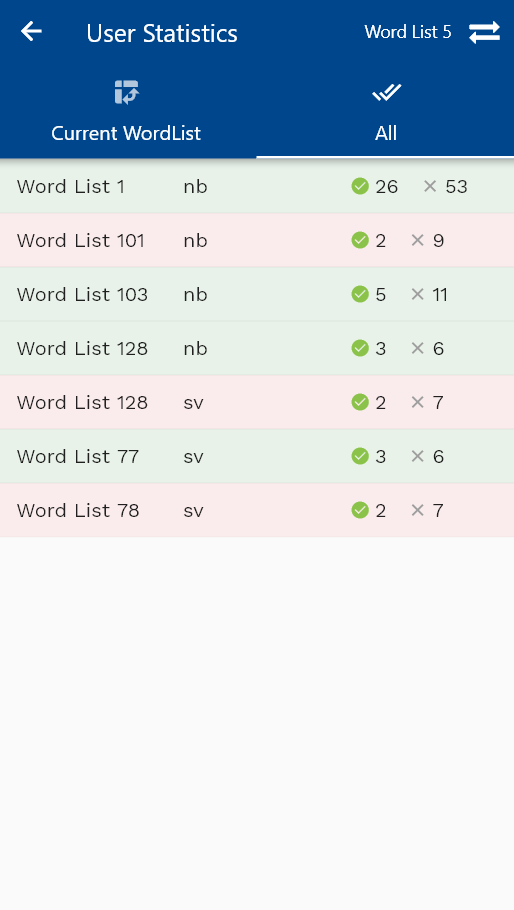 User Statistics Word List 5
Current WordList All
Word List 1 nb 26 53
Word List 101 nb 2 9
Word List 103 nb 5 11
Word List 128 nb 3 6
Word List 128 sv 2 7
Word List 77 sv 3 6
Word List 78 sv 2 7